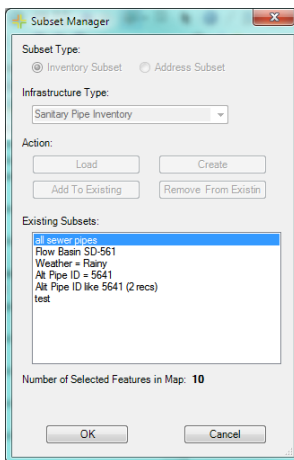 Subset Manager
Subset Type:
Inventory Subset Address Subset
Infrastructure Type:
Sanitary Pipe Inventory
Action:
Load Create
Add To Existing Remove From Existin
Existing Subsets:
all sewer pipes
Flow Basin SD-561
Weather = Rainy
Alt Pipe ID = 5641
Alit Pipe ID like 5641 (2 recs)
test
Number of Selected Features in Map: 10
OK Cancel